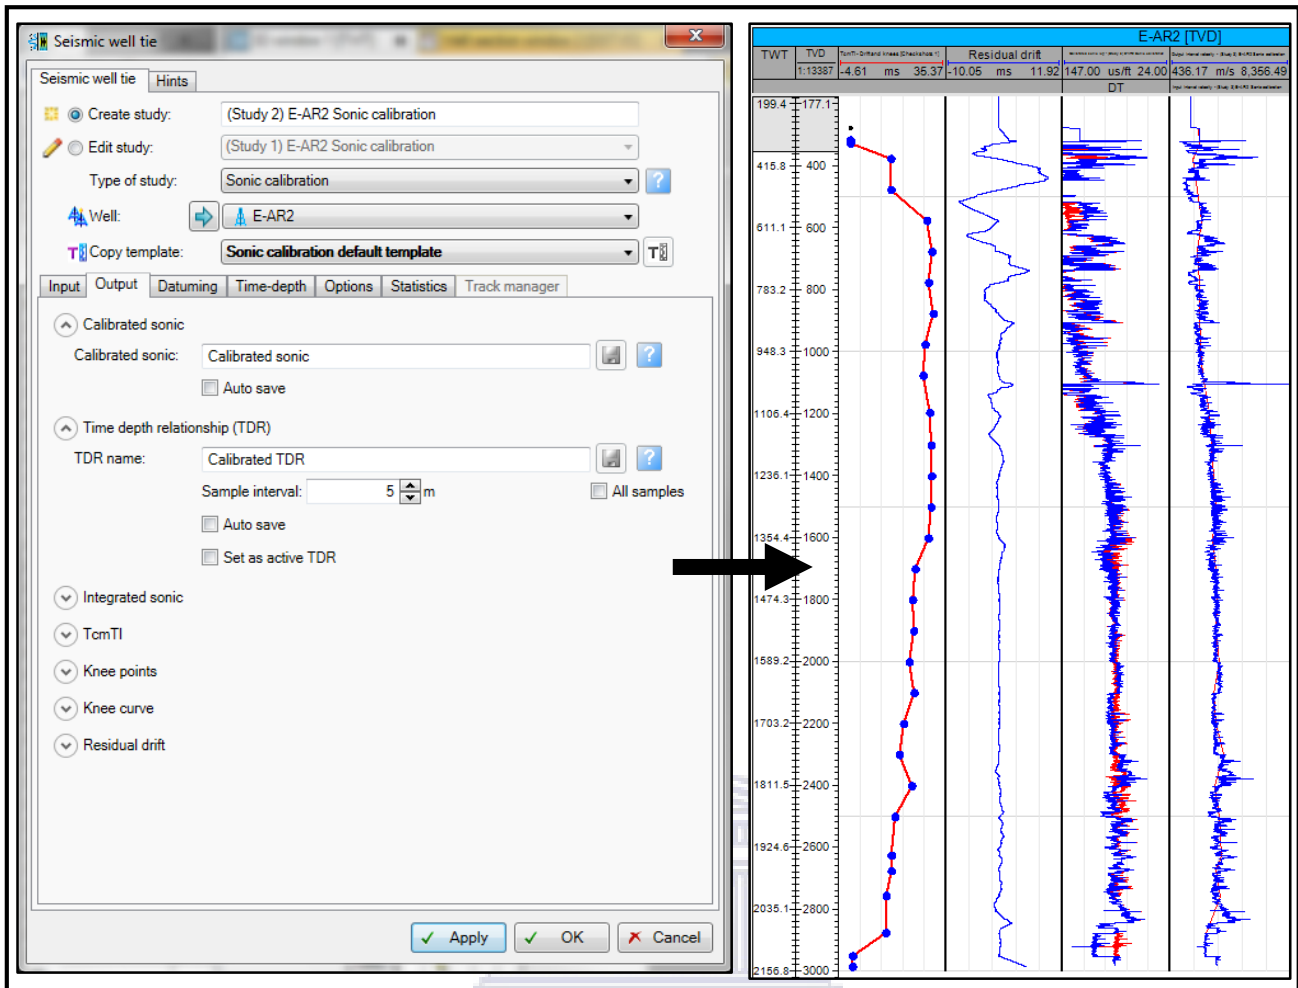 Seismic well tie
Seismic well tie
Hints
Create study:
(Study 2) E-AR2 Sonic calibration
Edit study:
(Study 1) E-AR2 Sonic calibration
Type of study:
Sonic calibration
?
Well:
E-AR2
Copy template:
Sonic calibration default template
Input
Output
Datuming
Time-depth
Options
Statistics
Track manager
Calibrated sonic
Calibrated sonic:
Calibrated sonic
?
Auto save
Time depth relationship (TDR)
TDR name:
Calibrated TDR
?
Sample interval:
5
m
All samples
Auto save
Set as active TDR
Integrated sonic
TcmTI
Knee points
Knee curve
Residual drift
Apply
OK
Cancel
E-AR2 [TVD]
TWT
TVD
Residual drift
1:13387
-4.61 ms 35.37
-10.05 ms 11.92
147.00 us/ft 24.00
436.17 m/s 8,356.49
DT
199.4 177.1
415.8 400
611.1 600
783.2 800
948.3 1000
1106.4 1200
1236.1 1400
1354.4 1600
1474.3 1800
1589.2 2000
1703.2 2200
1811.5 2400
1924.6 2600
2035.1 2800
2156.8 3000